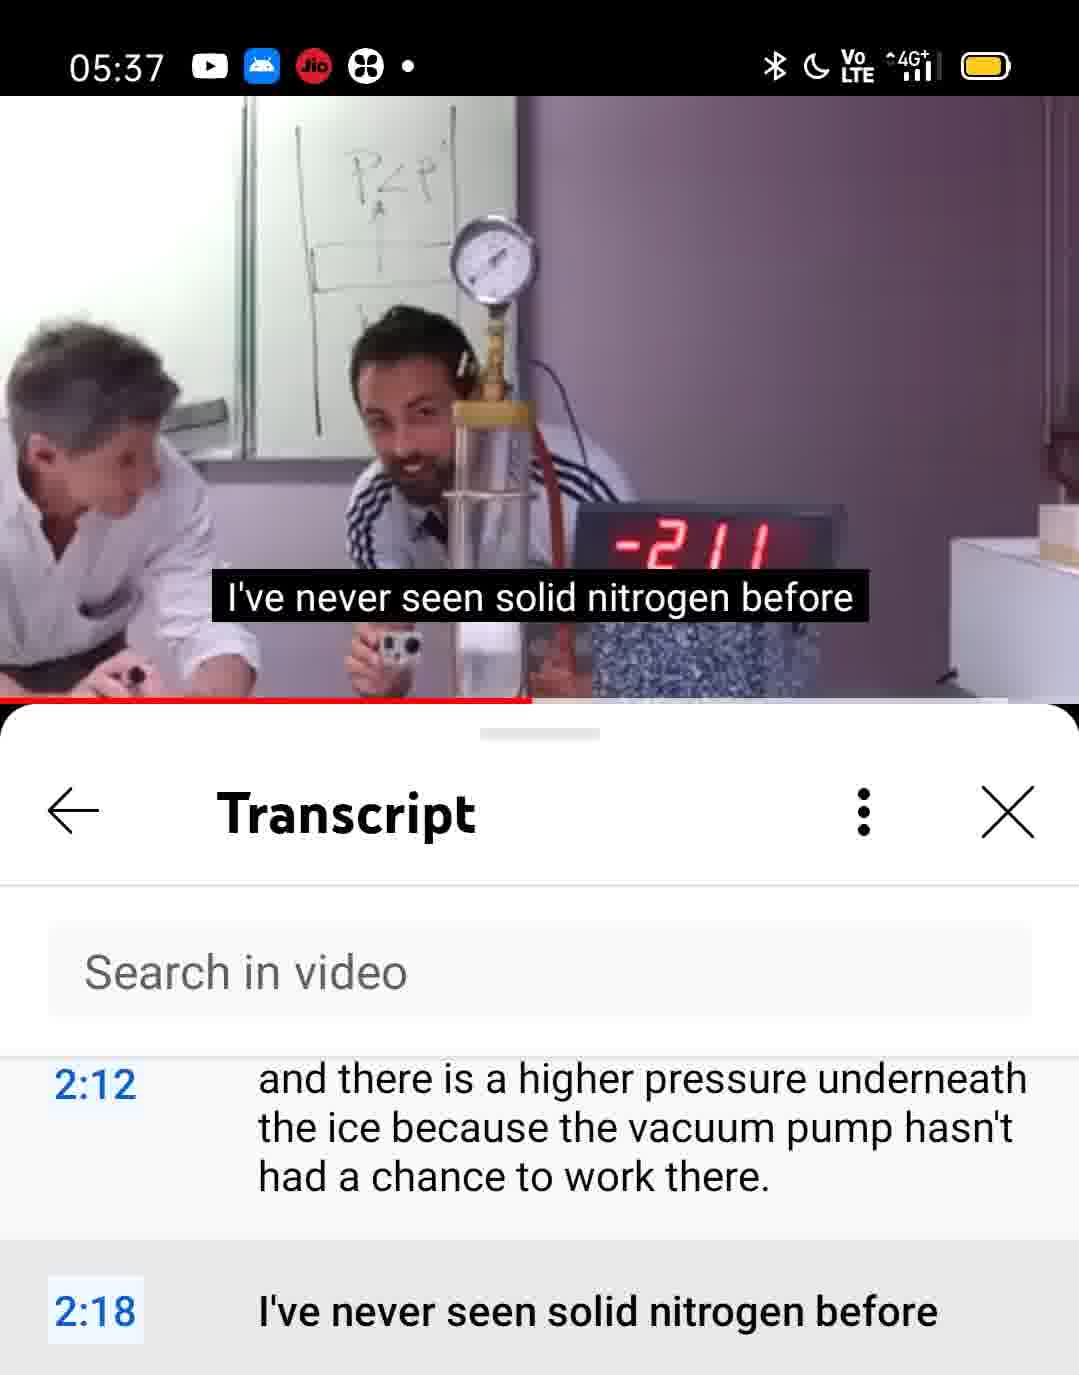 05:37 Jio Vo LTE 4G+
P<P'
-211
I've never seen solid nitrogen before
Transcript
Search in video
2:12 and there is a higher pressure underneath
the ice because the vacuum pump hasn't
had a chance to work there.
2:18 I've never seen solid nitrogen before